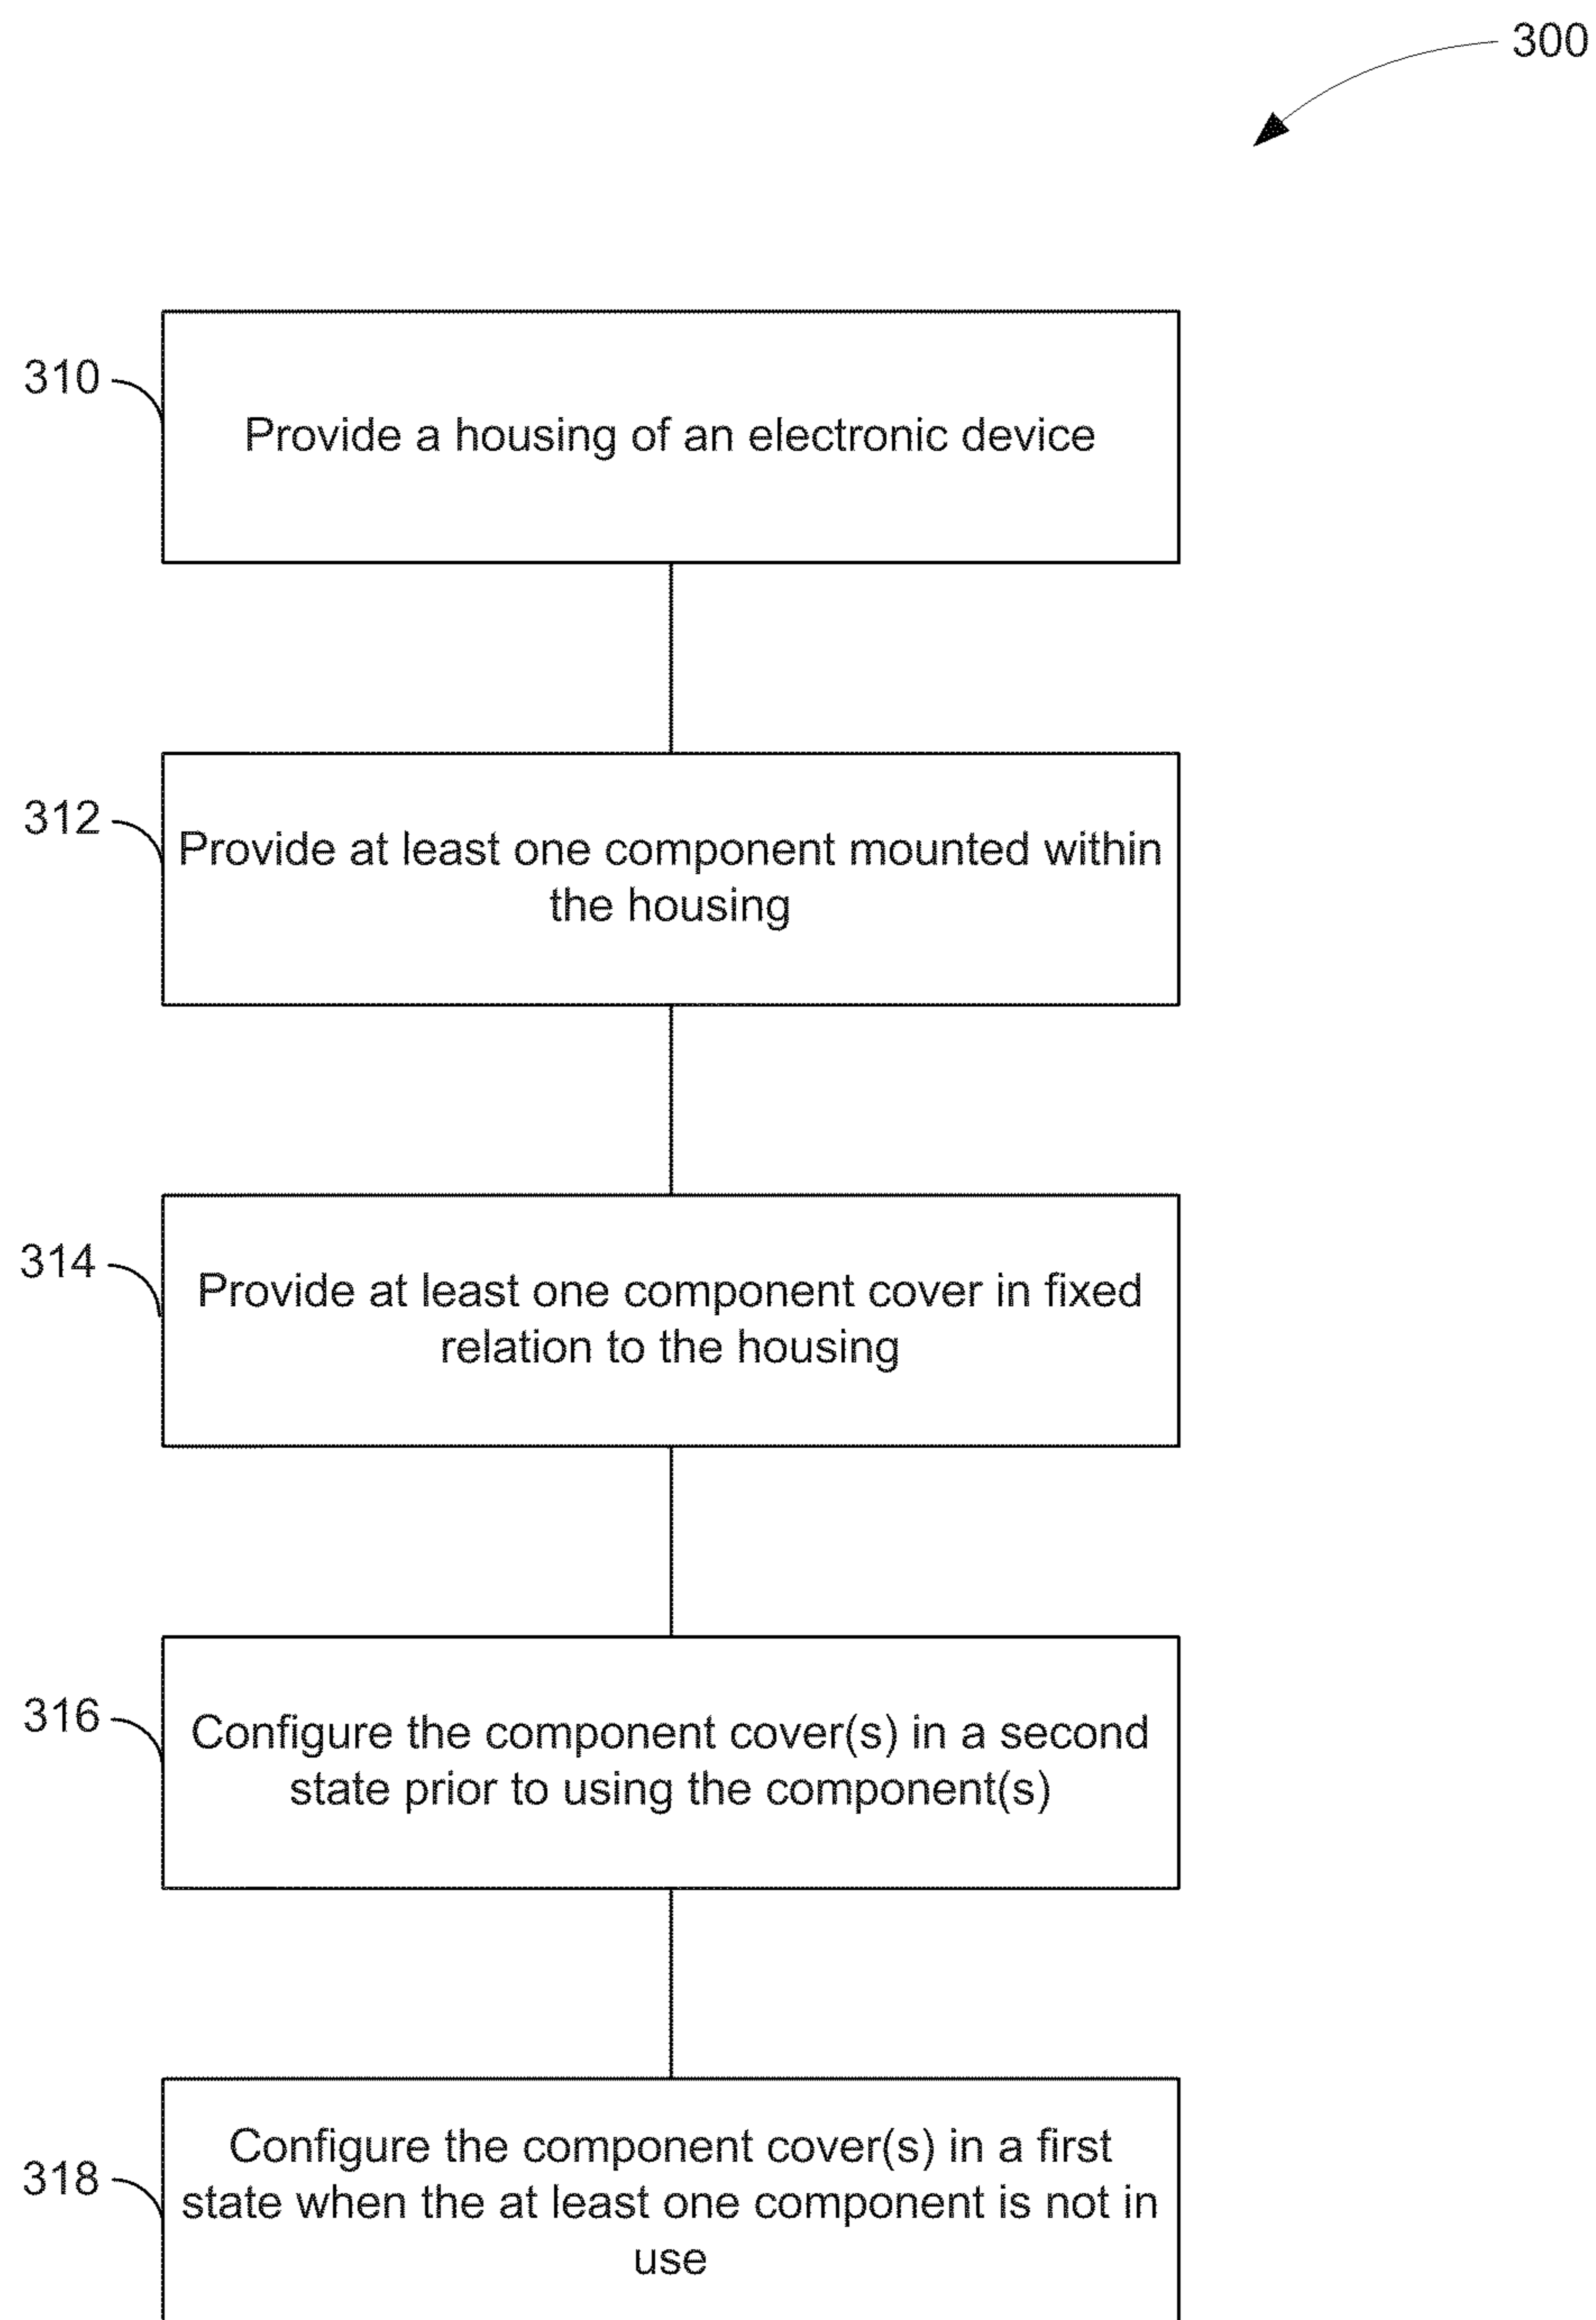 300
310
Provide a housing of an electronic device
312
Provide at least one component mounted within
the housing
314
Provide at least one component cover in fixed
relation to the housing
316
Configure the component cover(s) in a second
state prior to using the component(s)
318
Configure the component cover(s) in a first
state when the at least one component is not in
use